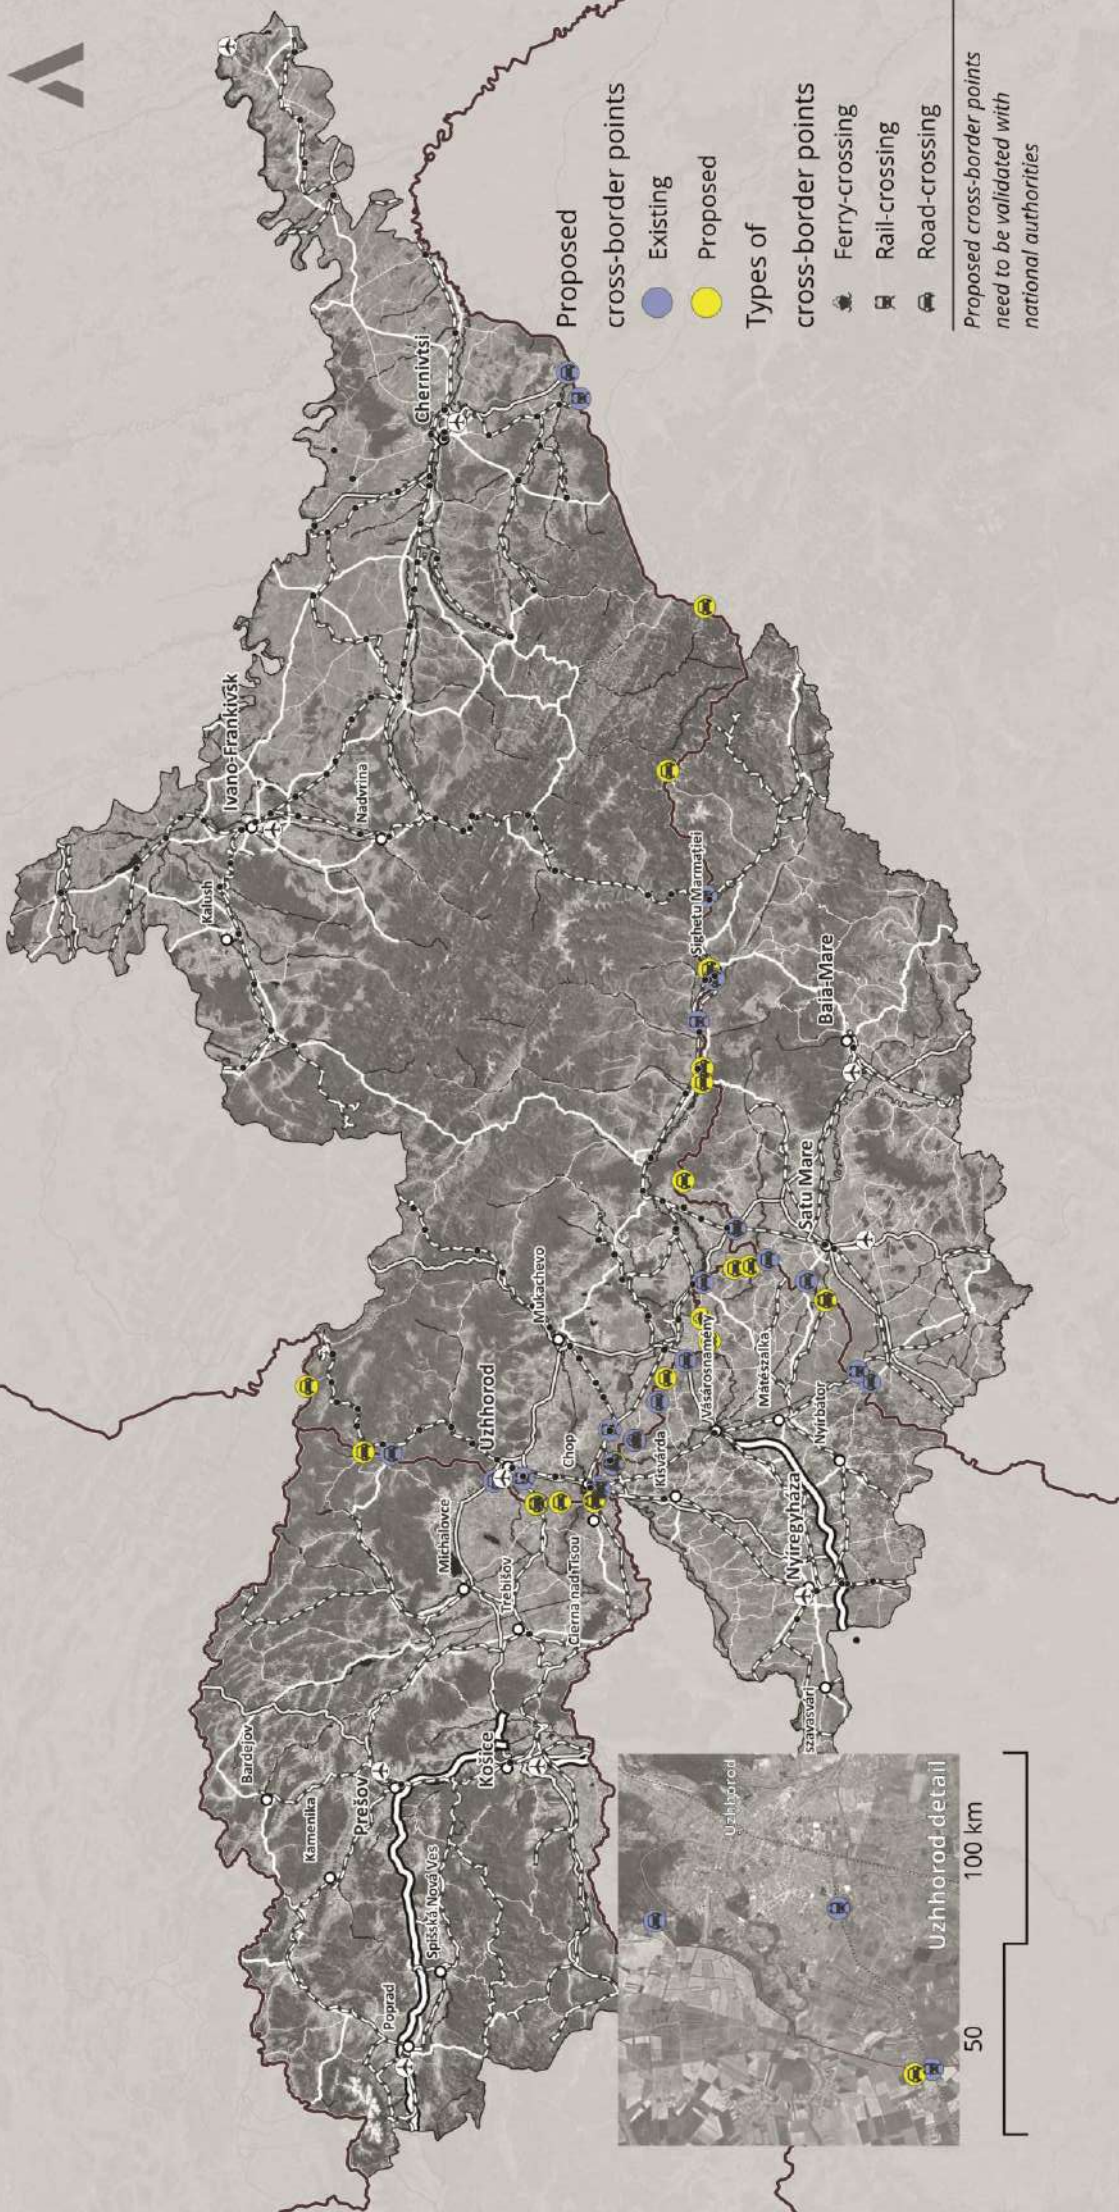 Proposed
cross-border points
Existing
Proposed
Types of
cross-border points
Ferry-crossing
Rail-crossing
Road-crossing
Proposed cross-border points
need to be validated with
national authorities
Poprad
Spišská Nová Ves
Kamenika
Bardejov
Prešov
Košice
Trebišov
Michalovce
Čierna nad Tisou
Uzhhorod
Chop
Mukachevo
Kisvárda
Vásárosnamény
Mátészalka
Nyírbátor
Nyíregyháza
szavasvári
Satu Mare
Baia-Mare
Sighetu Marmației
Kalush
Ivano-Frankivsk
Nadwrina
Chernivtsi
Uzhhorod
Uzhhorod detail
50
100 km